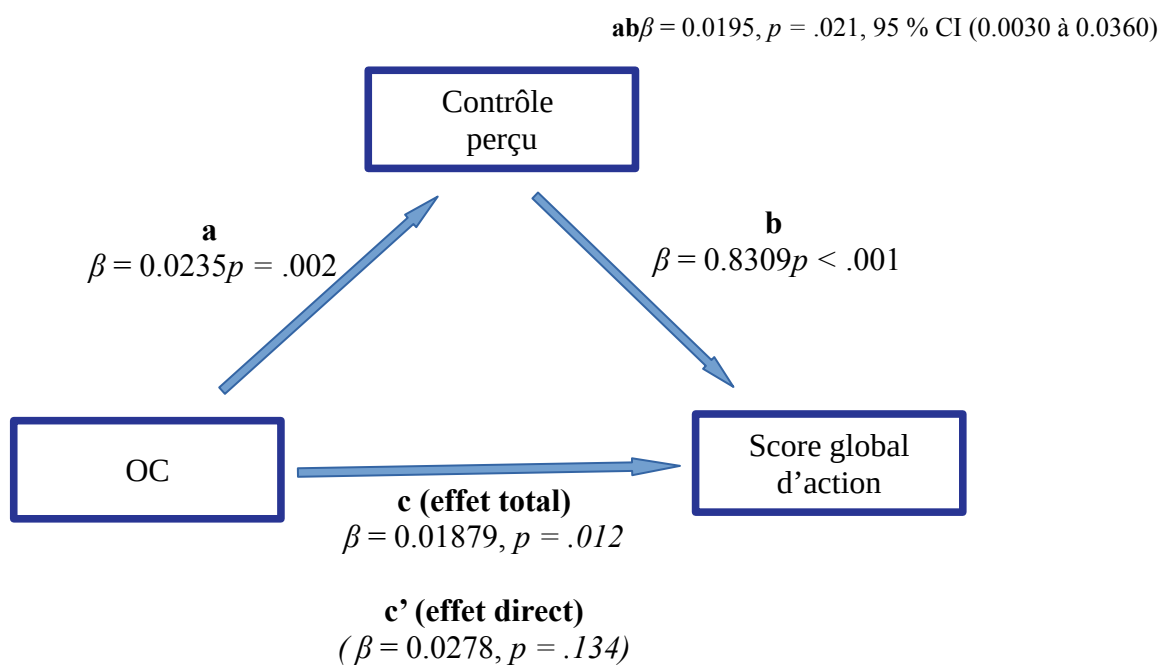 abβ = 0.0195, p = .021, 95 % CI (0.0030 à 0.0360)
Contrôle
perçu
a
β = 0.0235p = .002
b
β = 0.8309p < .001
OC
Score global
d’action
c (effet total)
β = 0.01879, p = .012
c’ (effet direct)
( β = 0.0278, p = .134)